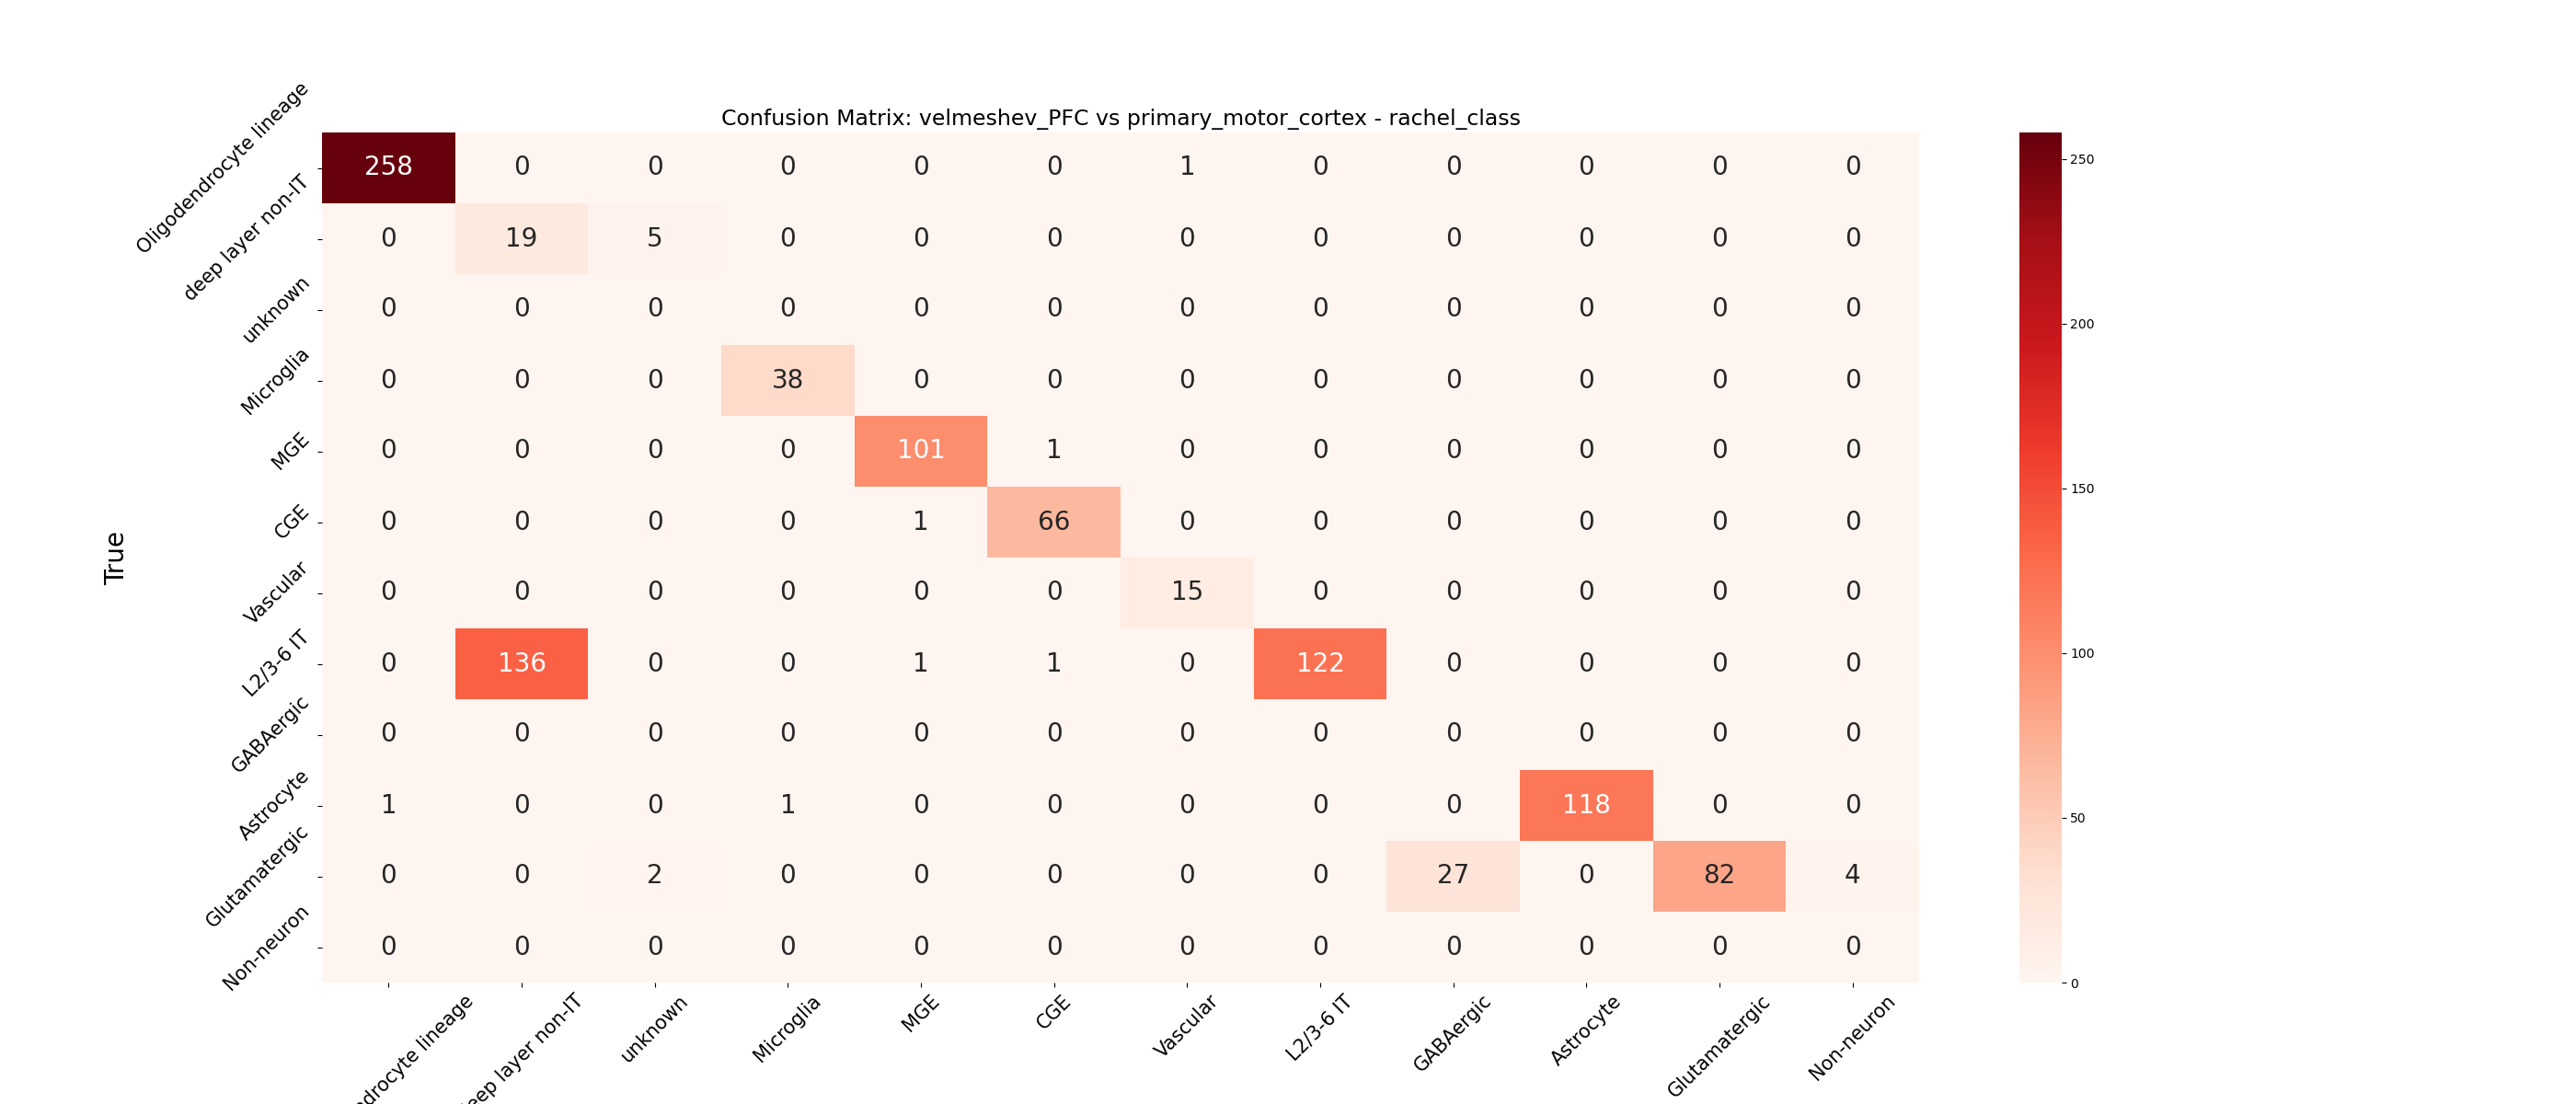 Confusion Matrix: velmeshev_PFC vs primary_motor_cortex - rachel_class
True
Oligodendrocyte lineage 258 0 0 0 0 0 1 0 0 0 0 0
deep layer non-IT 0 19 5 0 0 0 0 0 0 0 0 0
unknown 0 0 0 0 0 0 0 0 0 0 0 0
Microglia 0 0 0 38 0 0 0 0 0 0 0 0
MGE 0 0 0 0 101 1 0 0 0 0 0 0
CGE 0 0 0 0 1 66 0 0 0 0 0 0
Vascular 0 0 0 0 0 0 15 0 0 0 0 0
L2/3-6 IT 0 136 0 0 1 1 0 122 0 0 0 0
GABAergic 0 0 0 0 0 0 0 0 0 0 0 0
Astrocyte 1 0 0 1 0 0 0 0 0 118 0 0
Glutamatergic 0 0 2 0 0 0 0 0 27 0 82 4
Non-neuron 0 0 0 0 0 0 0 0 0 0 0 0
ndrocyte lineage
eep layer non-IT
unknown
Microglia
MGE
CGE
Vascular
L2/3-6 IT
GABAergic
Astrocyte
Glutamatergic
Non-neuron
250
200
150
100
50
0